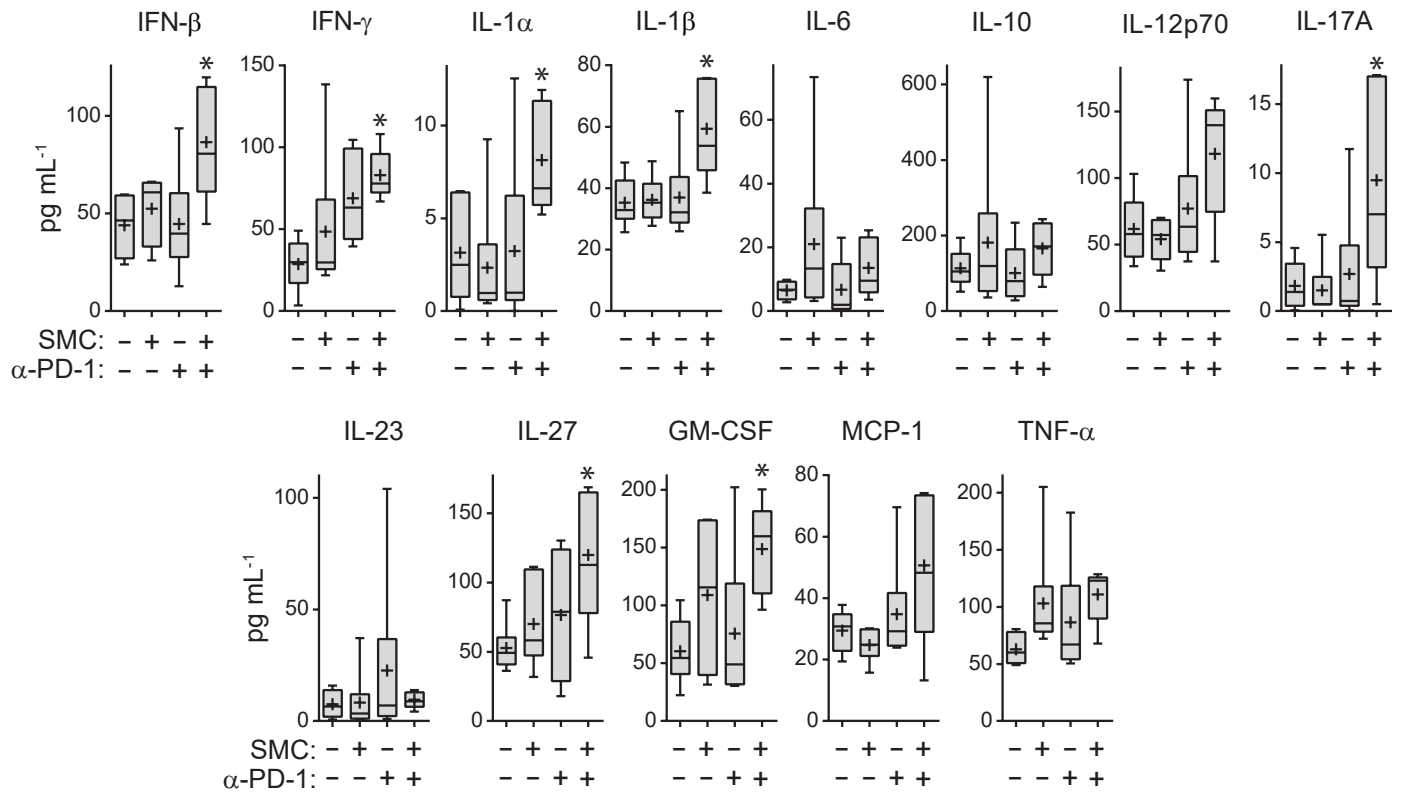 IFN-β IFN-γ IL-1α IL-1β IL-6 IL-10 IL-12p70 IL-17A
* * * * *
150 80 600 150 15
100 10 60 60
100 400 100 10
pg mL-1
50 5 40 40
50 200 50 5
20 20
0 0 0 0 0 0 0 0
SMC: − + − + − + − + − + − + − + − + − + − + − + − + − + − + − + − +
α-PD-1: − − + + − − + + − − + + − − + + − − + + − − + + − − + + − − + +
IL-23 IL-27 GM-CSF MCP-1 TNF-α
* *
100 150 200 80 200
150 60 150
pg mL-1
50 100 100 40 100
50 50 20 50
0 0 0 0 0
SMC: − + − + − + − + − + − + − + − + − + − +
α-PD-1: − − + + − − + + − − + + − − + + − − + +